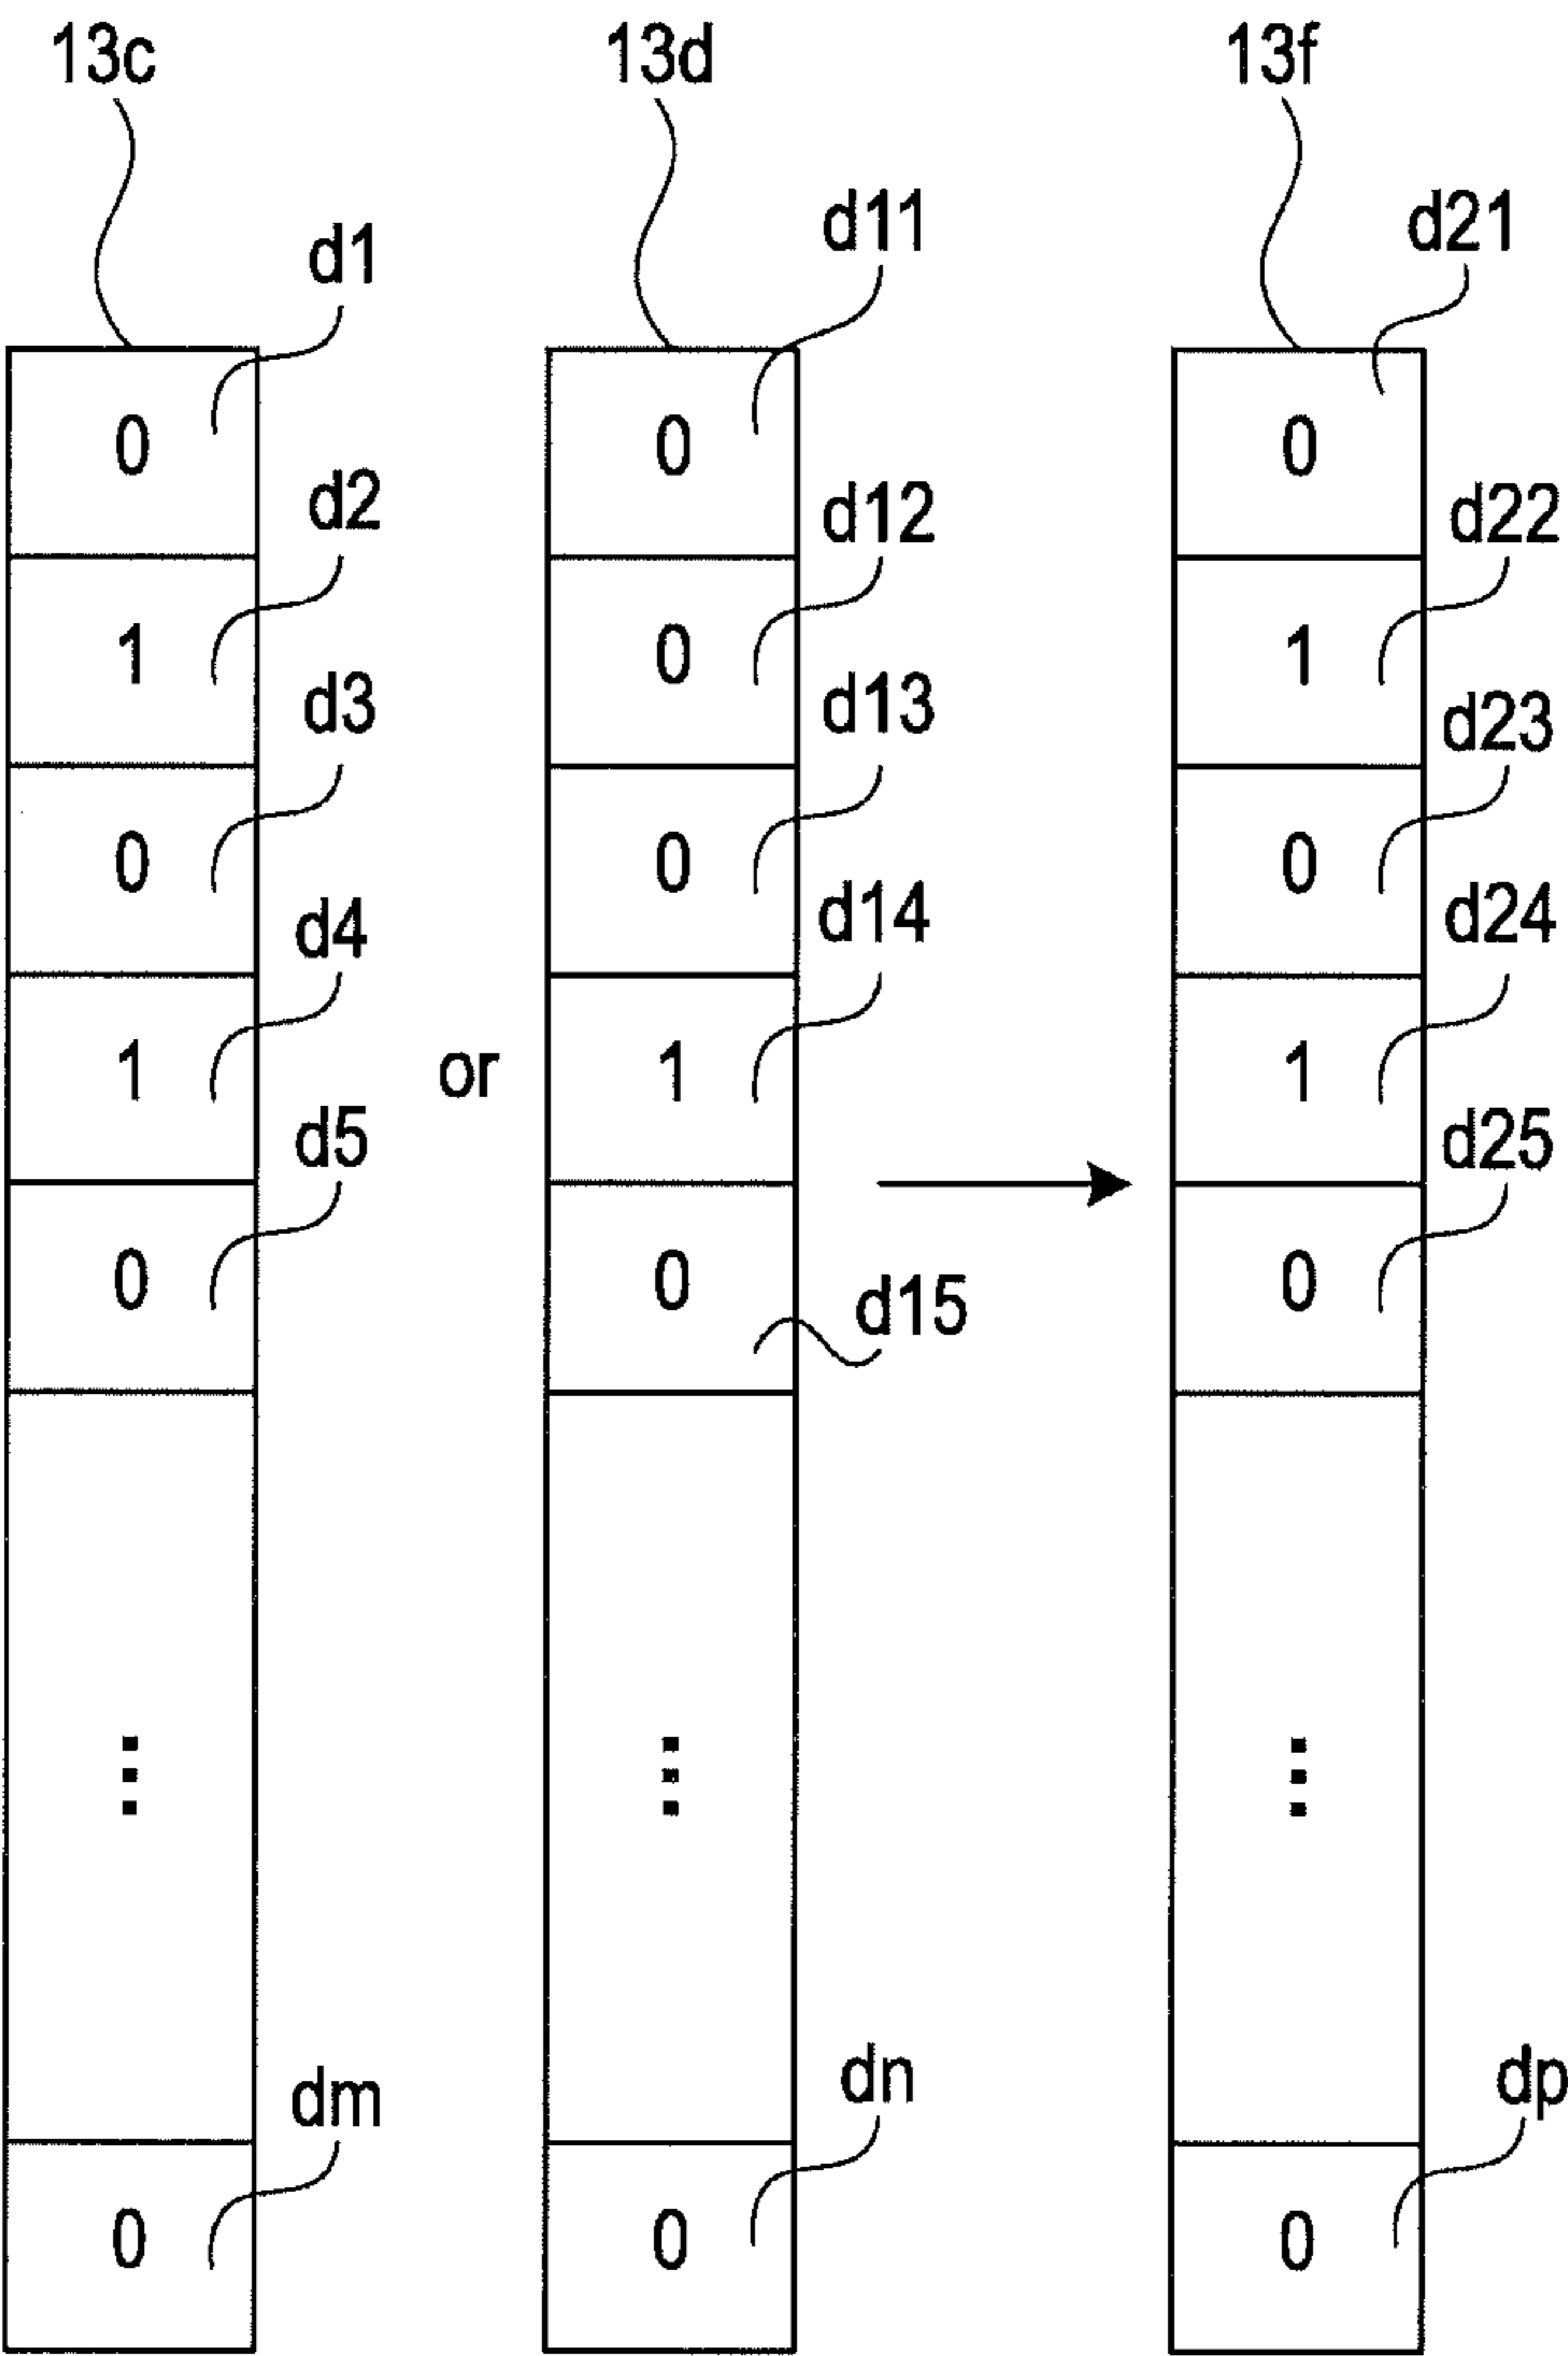 13c 13d 13f
d11 d21
d1
0 0 0
d2 d12 d22
1 0 1
d3 d13 d23
0 0 0
d4 d14 d24
1 or 1 1
d5 d25
0 0 0
d15
⋮ ⋮ ⋮
dm dn dp
0 0 0